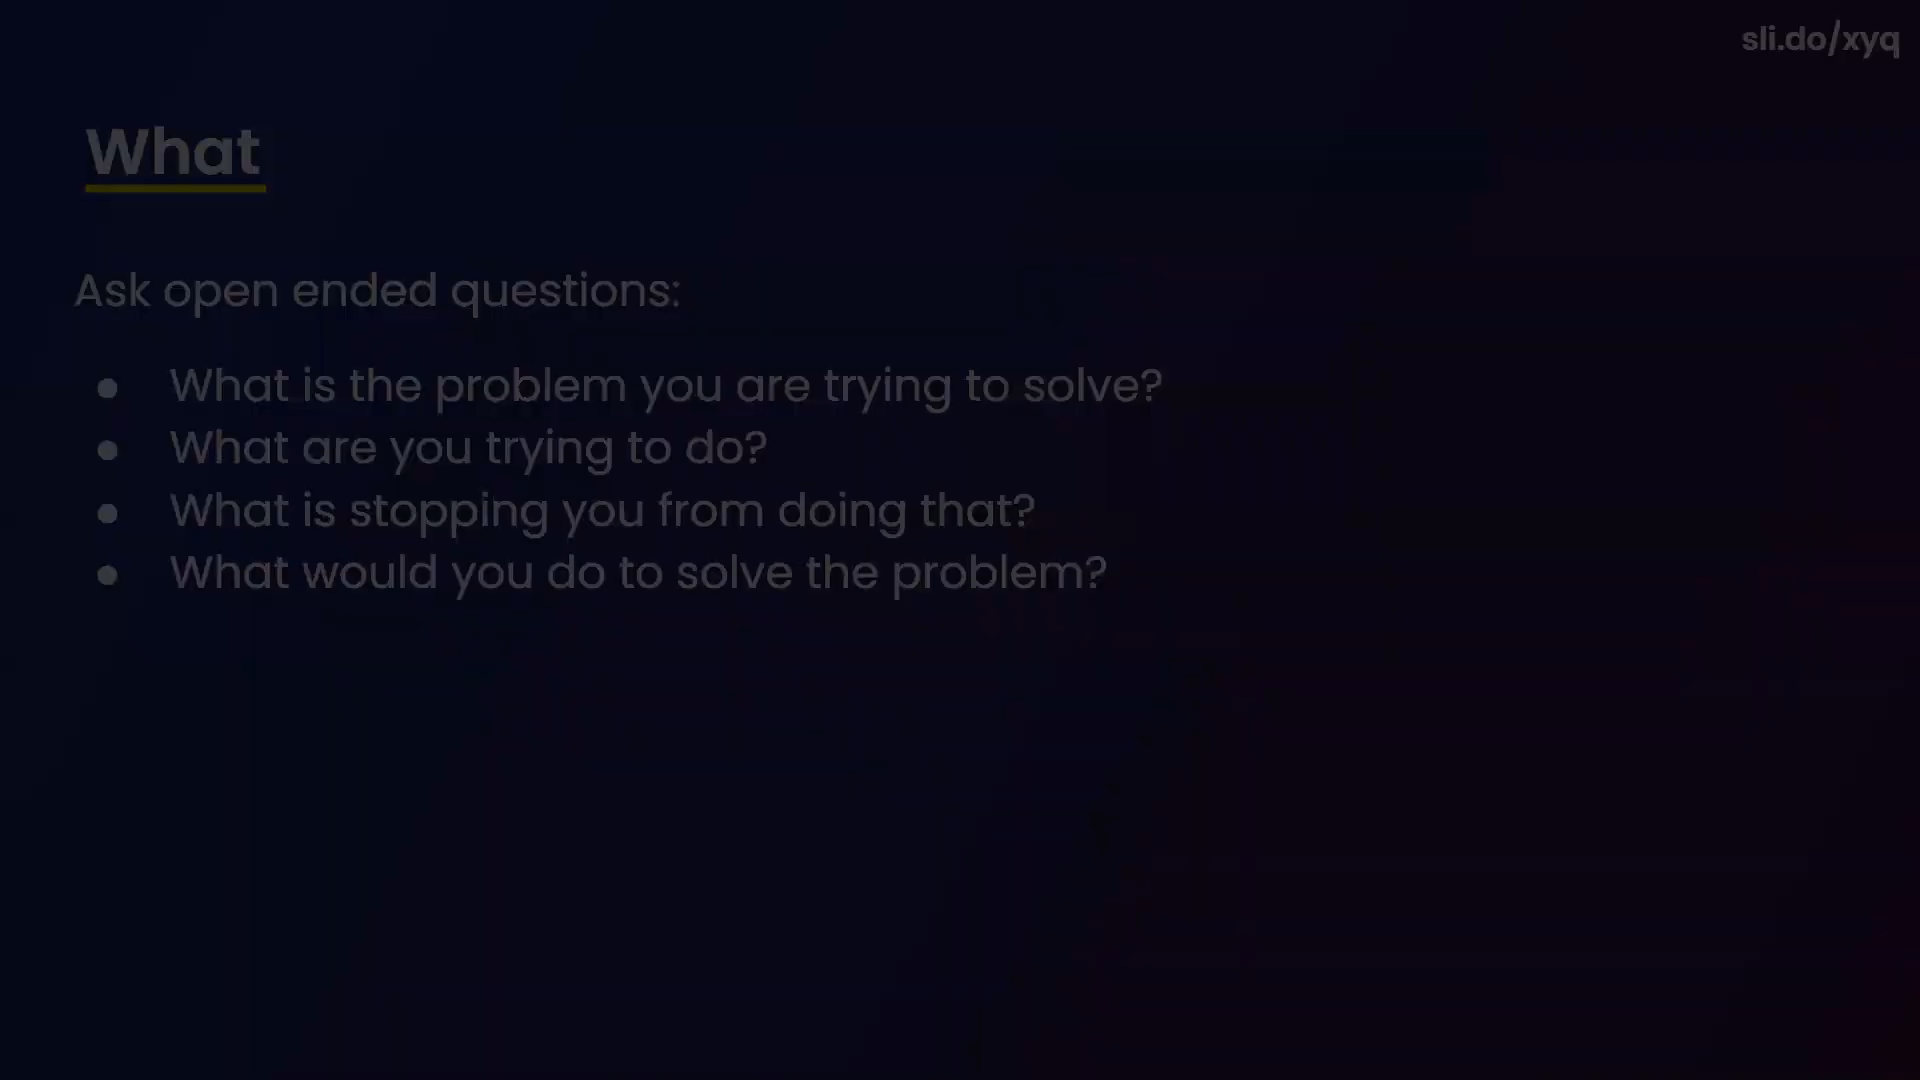 sli.do/xyq
What
Ask open ended questions:
● What is the problem you are trying to solve?
● What are you trying to do?
● What is stopping you from doing that?
● What would you do to solve the problem?